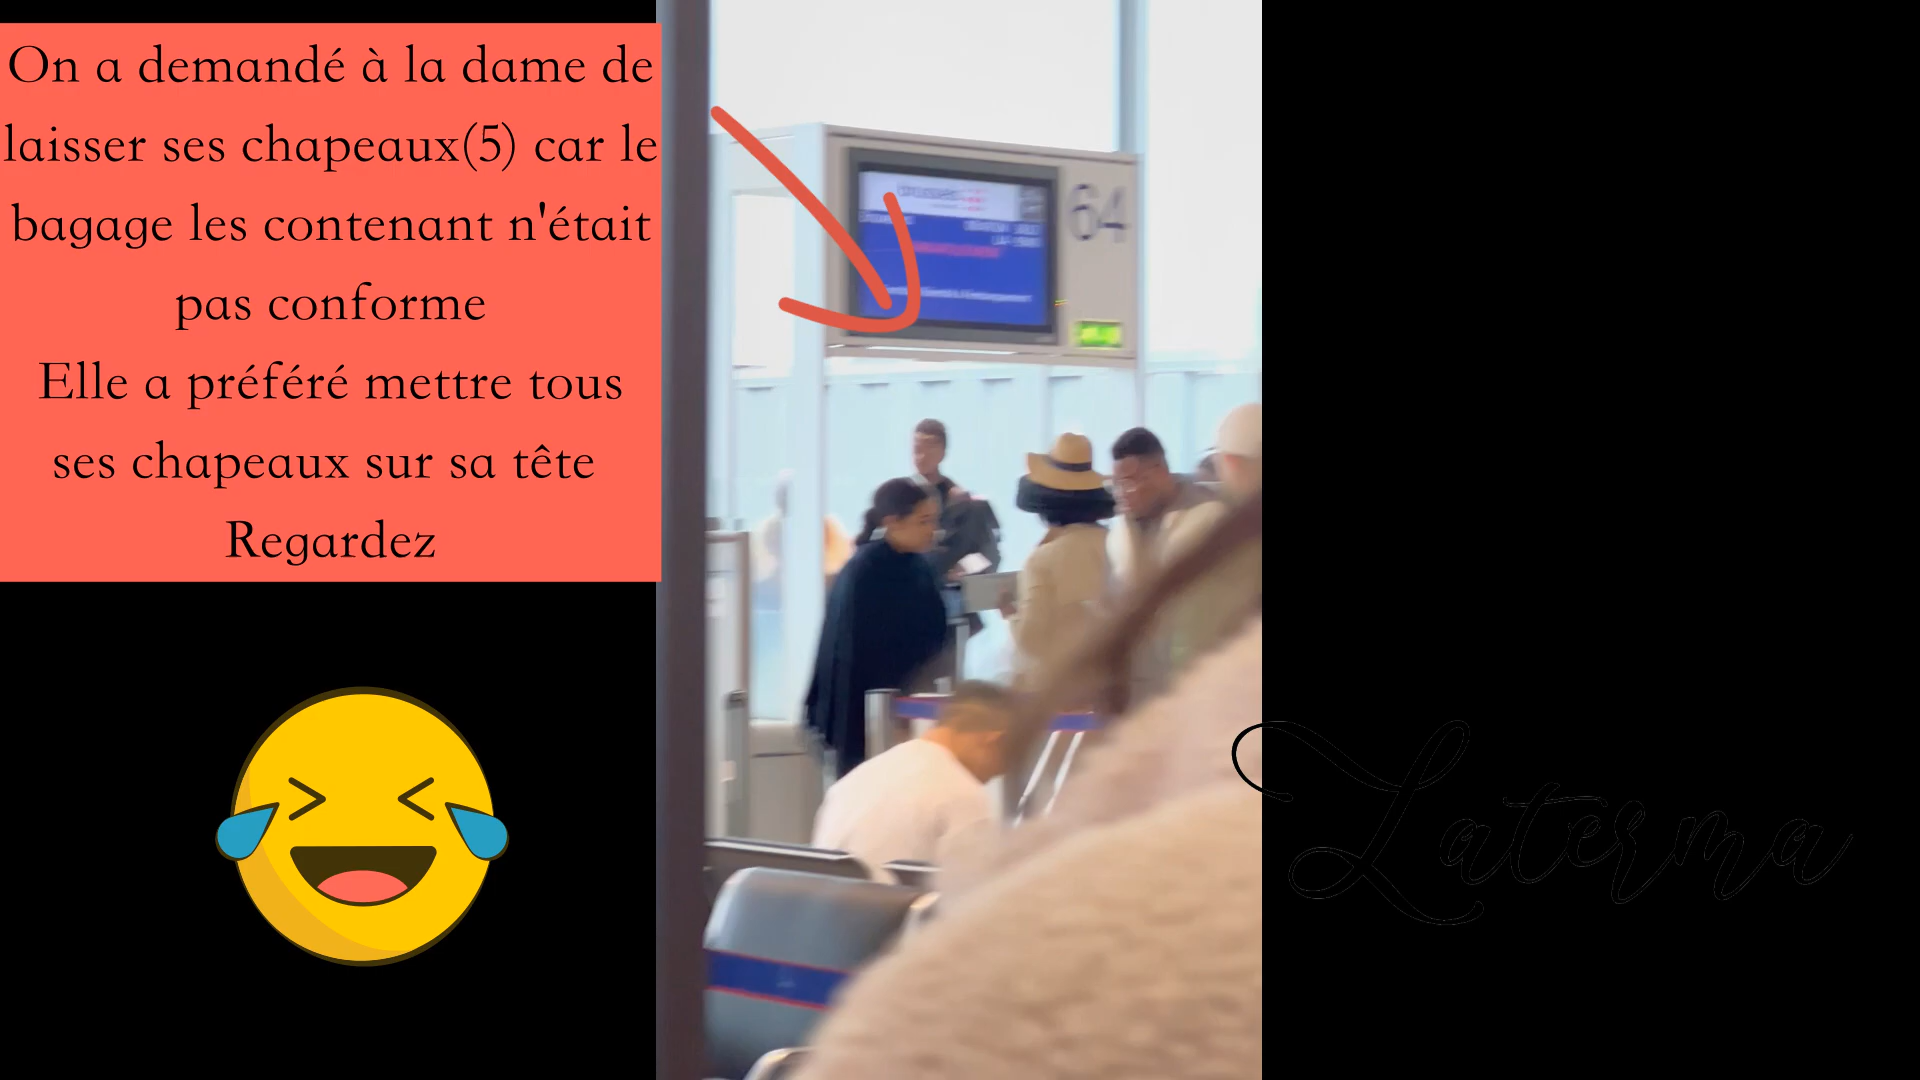 On a demandé à la dame de
laisser ses chapeaux(5) car le
bagage les contenant n'était
pas conforme
Elle a préféré mettre tous
ses chapeaux sur sa tête
Regardez
64
Laterma